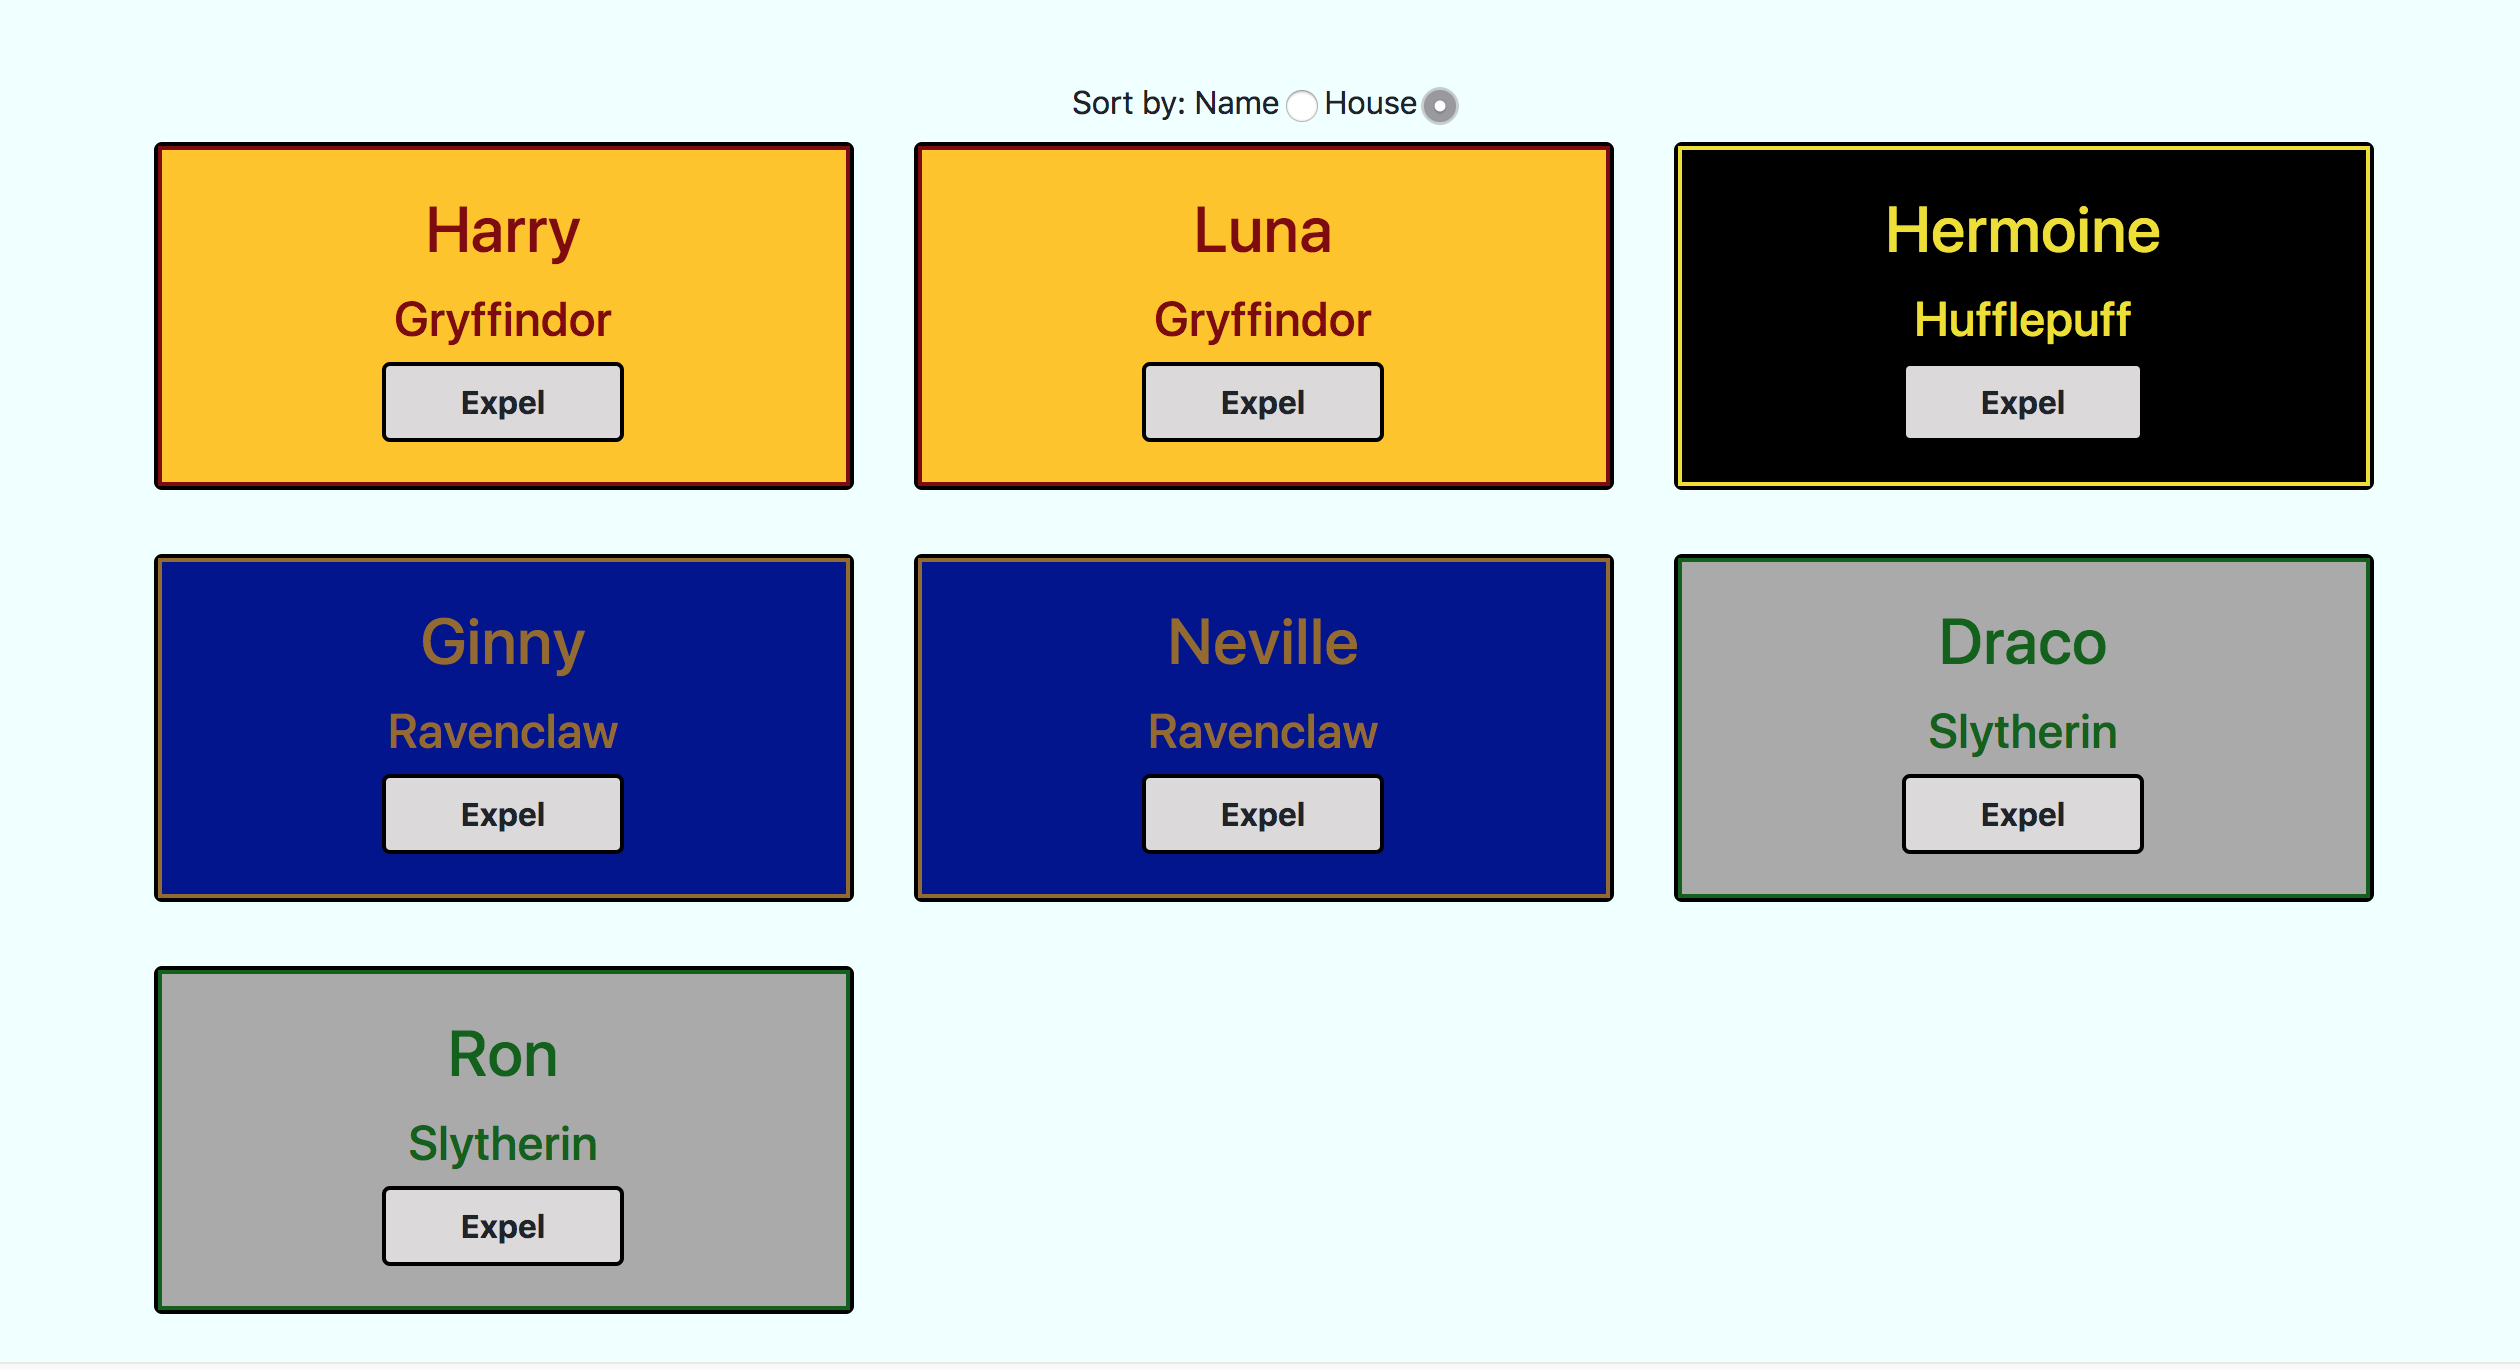 Sort by: Name House
Harry
Gryffindor
Expel
Luna
Gryffindor
Expel
Hermoine
Hufflepuff
Expel
Ginny
Ravenclaw
Expel
Neville
Ravenclaw
Expel
Draco
Slytherin
Expel
Ron
Slytherin
Expel